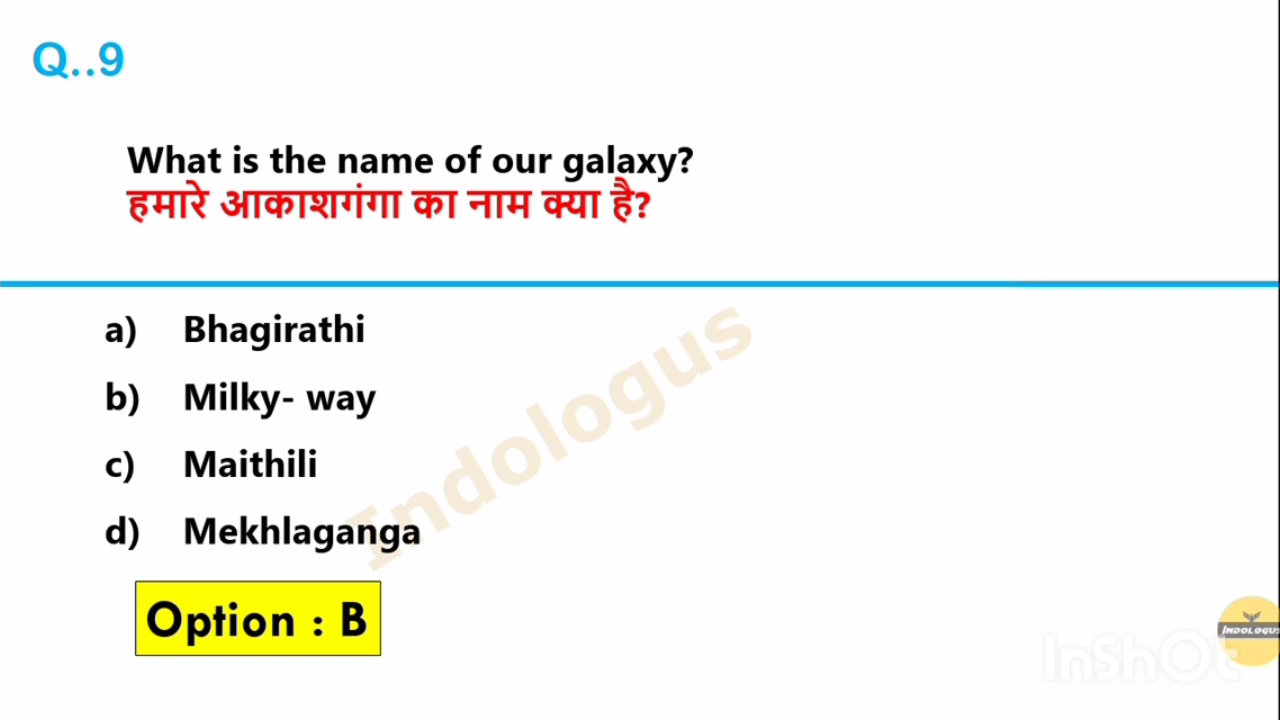 Q..9
What is the name of our galaxy?
हमारे आकाशगंगा का नाम क्या है?
a) Bhagirathi
b) Milky- way
c) Maithili
d) Mekhlaganga
Indologus
Option : B
INDOLOGUS
InShOt